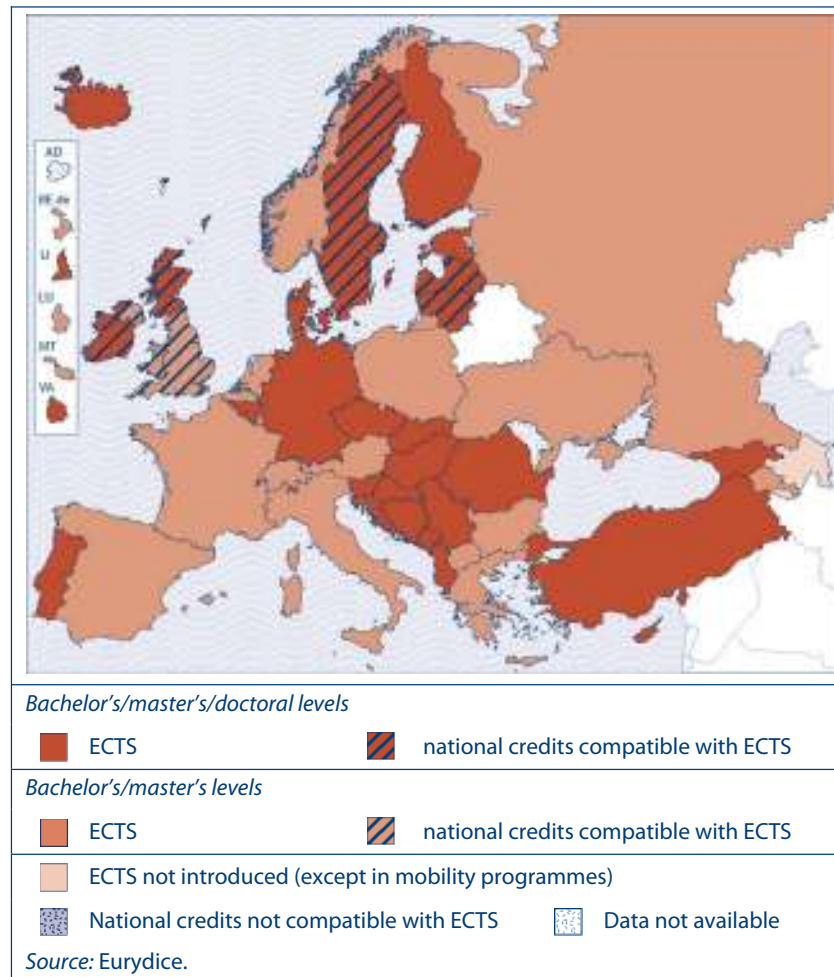 AD
BE de
LI
LU
MT
VA
Bachelor's/master's/doctoral levels
ECTS national credits compatible with ECTS
Bachelor's/master's levels
ECTS national credits compatible with ECTS
ECTS not introduced (except in mobility programmes)
National credits not compatible with ECTS Data not available
Source: Eurydice.